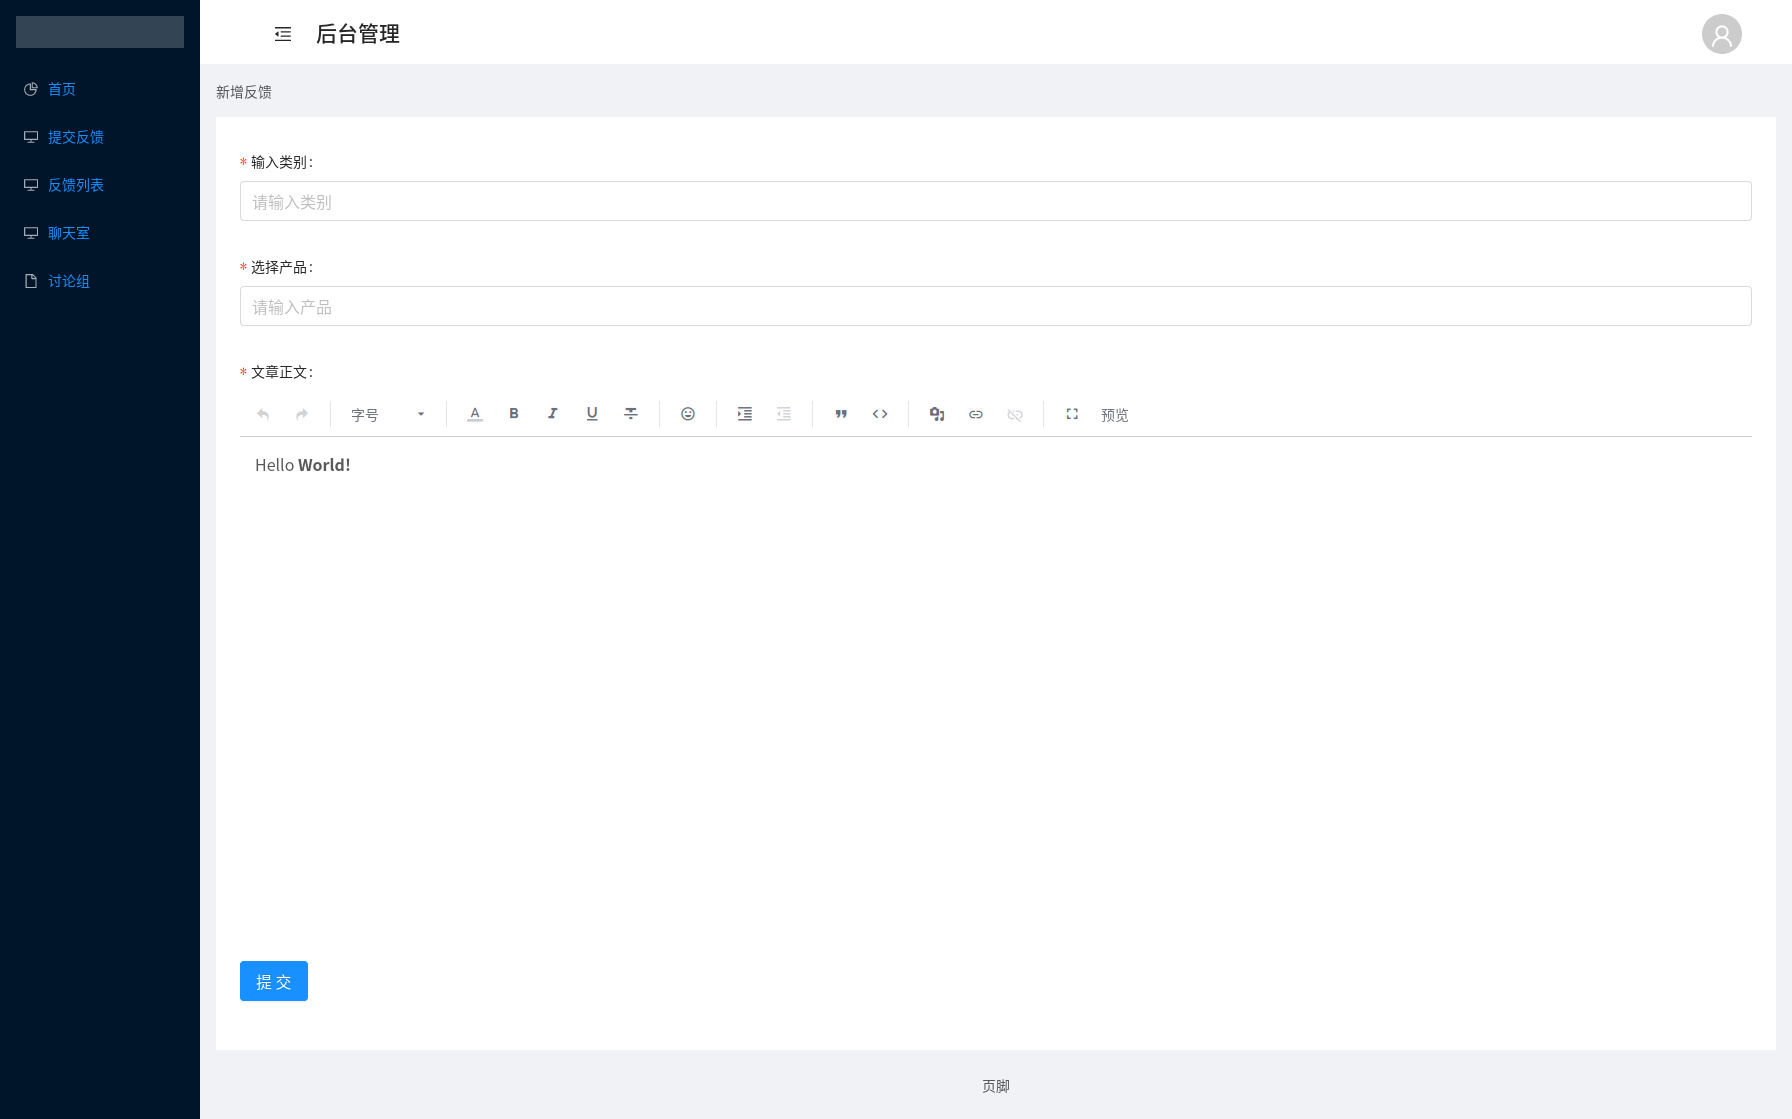 后台管理
首页
提交反馈
反馈列表
聊天室
讨论组
新增反馈
* 输入类别:
请输入类别
* 选择产品:
请输入产品
* 文章正文:
字号 A B I U 预览
Hello World!
提 交
页脚